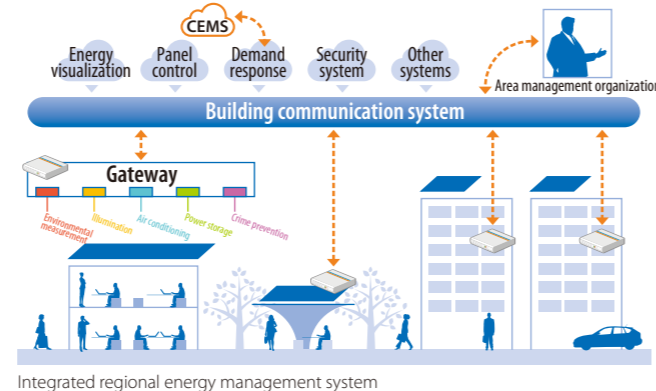 CEMS
Energy
visualization
Panel
control
Demand
response
Security
system
Other
systems
Area management organization
Building communication system
Gateway
Environmental
measurement
Illumination
Air conditioning
Power storage
Crime prevention
Integrated regional energy management system